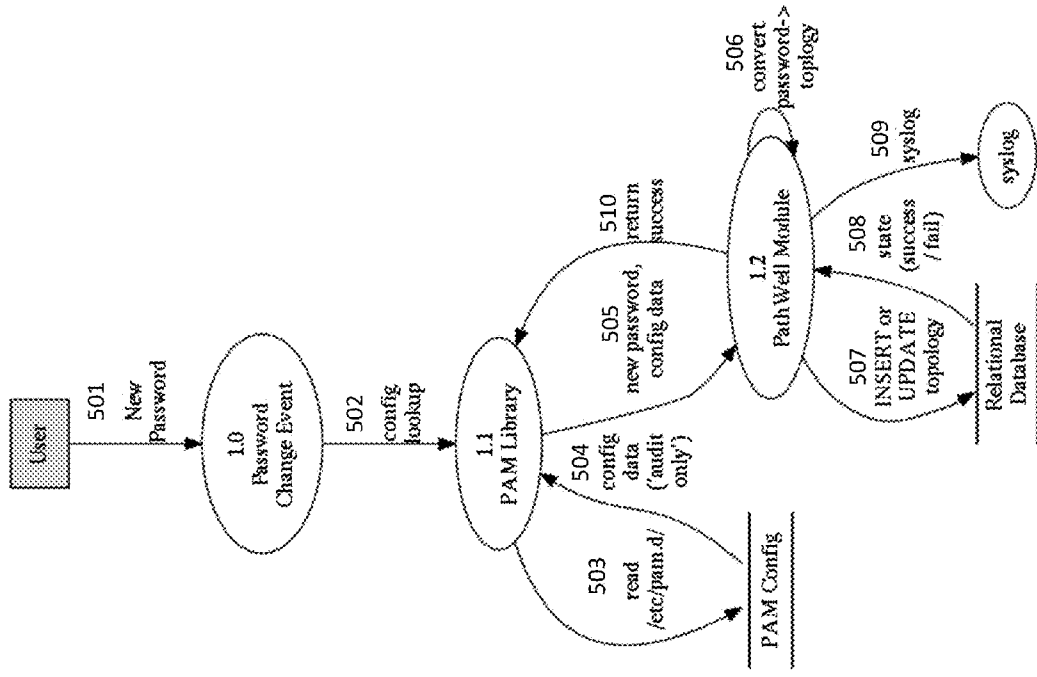 User
501
New
Password
1.0
Password
Change Event
502
config
lookup
1.1
PAM Library
503
read
/etc/pam.d/
504
config
data
('audit
only')
PAM Config
505
new password,
config data
510
return
success
1.2
PathWell Module
506
convert
password->
toplogy
507
INSERT or
UPDATE
topology
508
state
(success
/ fail)
509
syslog
Relational
Database
syslog